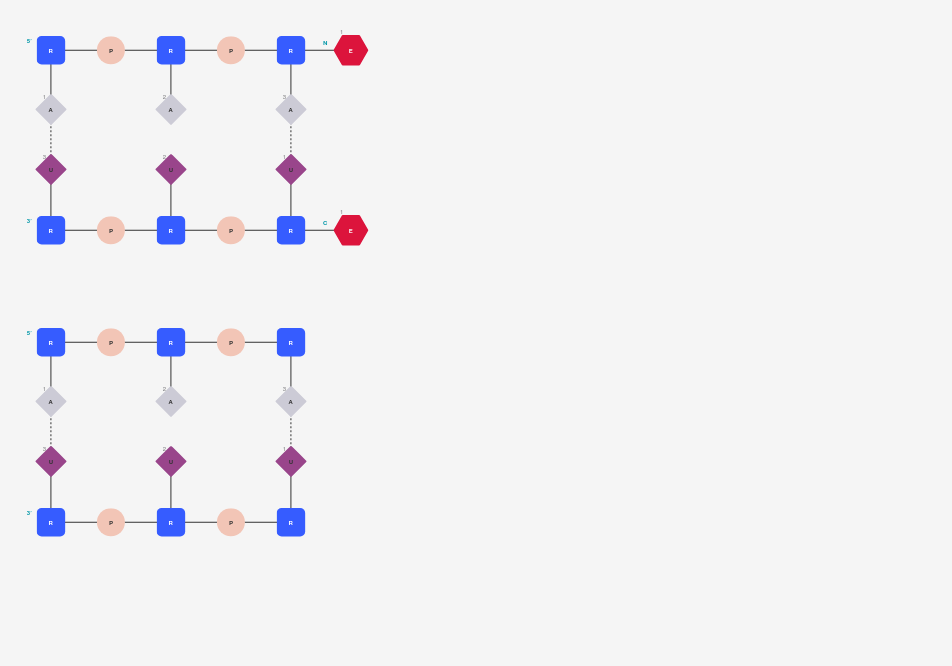 1
5' R P R P R N E
1 2 3
A A A
3 2 1
U U U
1
3' R P R P R C E
5' R P R P R
1 2 3
A A A
3 2 1
U U U
3' R P R P R